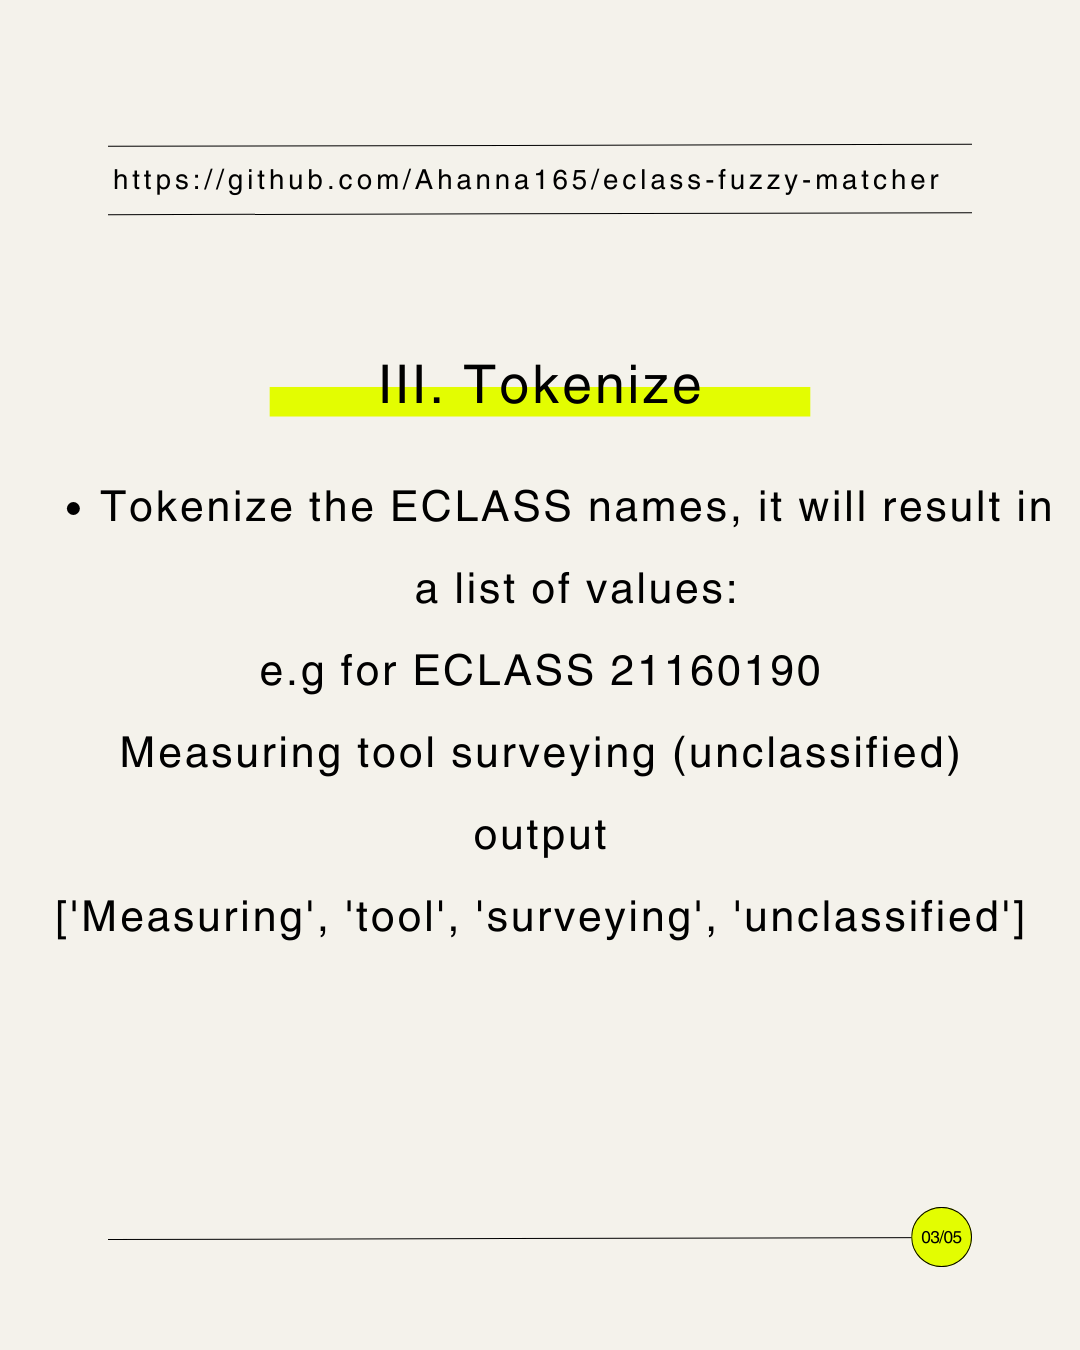 https://github.com/Ahanna165/eclass-fuzzy-matcher
III. Tokenize
• Tokenize the ECLASS names, it will result in
a list of values:
e.g for ECLASS 21160190
Measuring tool surveying (unclassified)
output
['Measuring', 'tool', 'surveying', 'unclassified']
03/05